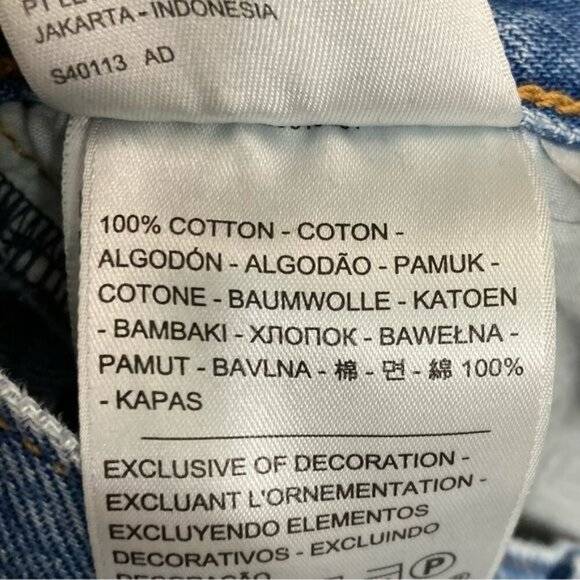 JAKARTA - INDONESIA
S40113 AD
100% COTTON - COTON -
ALGODÓN - ALGODÃO - PAMUK -
COTONE - BAUMWOLLE - KATOEN
- BAMBAKI - ХЛОПОК - BAWEŁNA -
PAMUT - BAVLNA - 棉 - 면 - 綿 100%
- KAPAS
EXCLUSIVE OF DECORATION -
EXCLUANT L'ORNEMENTATION -
EXCLUYENDO ELEMENTOS
DECORATIVOS - EXCLUINDO
DECORAÇÃO
P